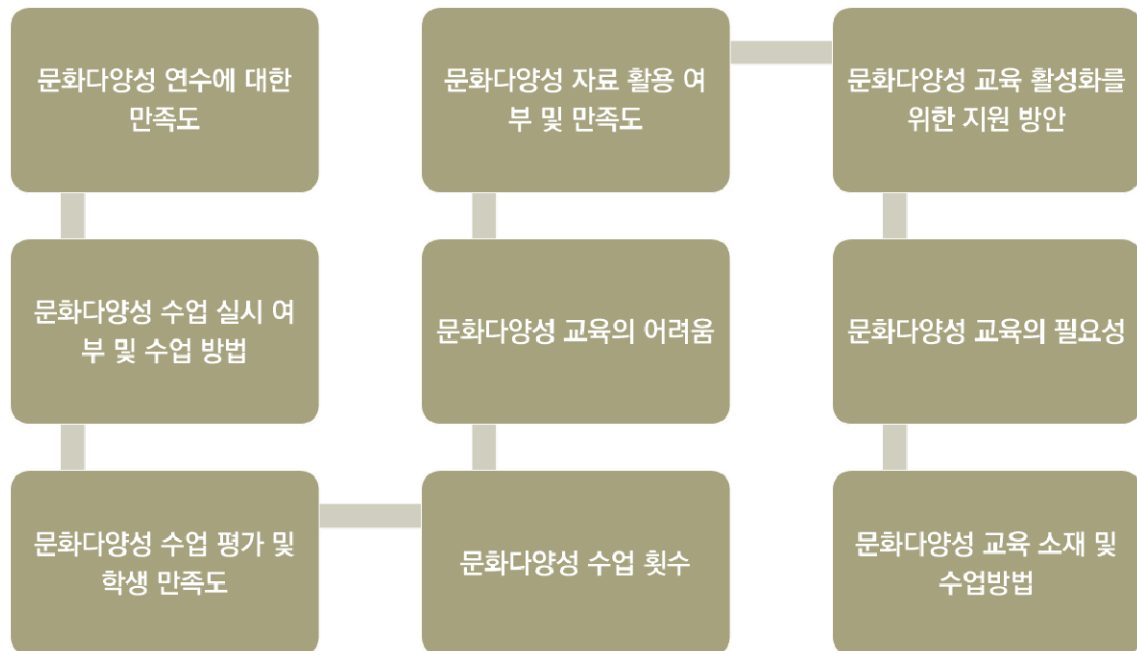 문화다양성 연수에 대한
만족도
문화다양성 수업 실시 여
부 및 수업 방법
문화다양성 수업 평가 및
학생 만족도
문화다양성 수업 횟수
문화다양성 교육의 어려움
문화다양성 자료 활용 여
부 및 만족도
문화다양성 교육 활성화를
위한 지원 방안
문화다양성 교육의 필요성
문화다양성 교육 소재 및
수업방법